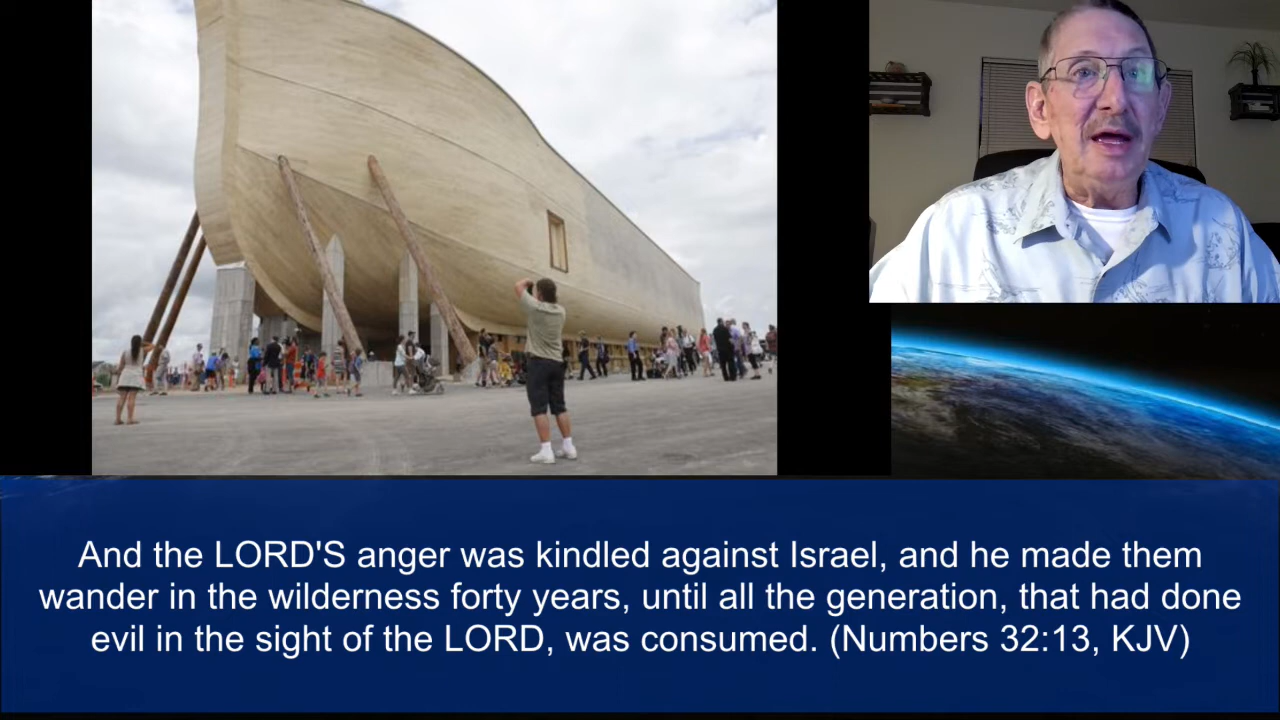 And the LORD'S anger was kindled against Israel, and he made them
wander in the wilderness forty years, until all the generation, that had done
evil in the sight of the LORD, was consumed. (Numbers 32:13, KJV)